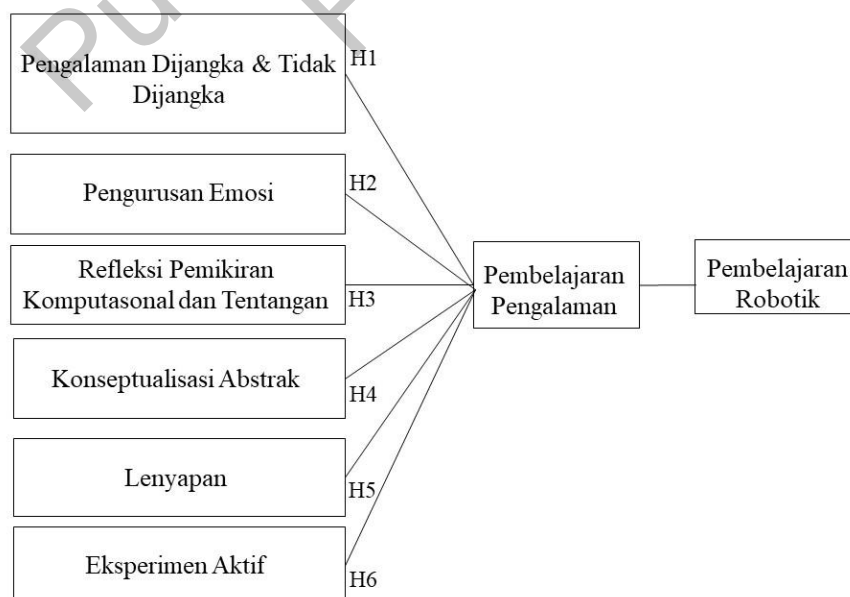 Pu
P
Pengalaman Dijangka & Tidak
Dijangka
H1
Pengurusan Emosi
H2
Refleksi Pemikiran
Komputasonal dan Tentangan
H3
Konseptualisasi Abstrak
H4
Lenyapan
H5
Eksperimen Aktif
H6
Pembelajaran
Pengalaman
Pembelajaran
Robotik